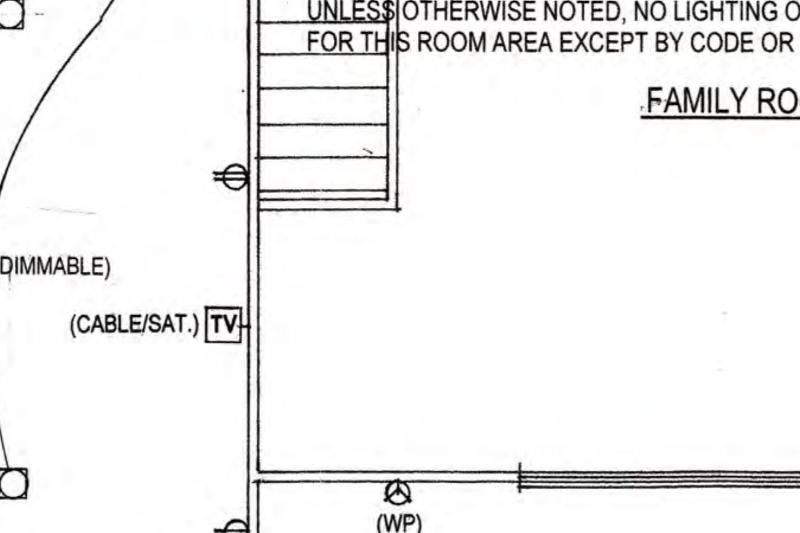 UNLESS OTHERWISE NOTED, NO LIGHTING
FOR THIS ROOM AREA EXCEPT BY CODE OR
FAMILY
DIMMABLE)
(CABLE/SAT.) TV
(WP)